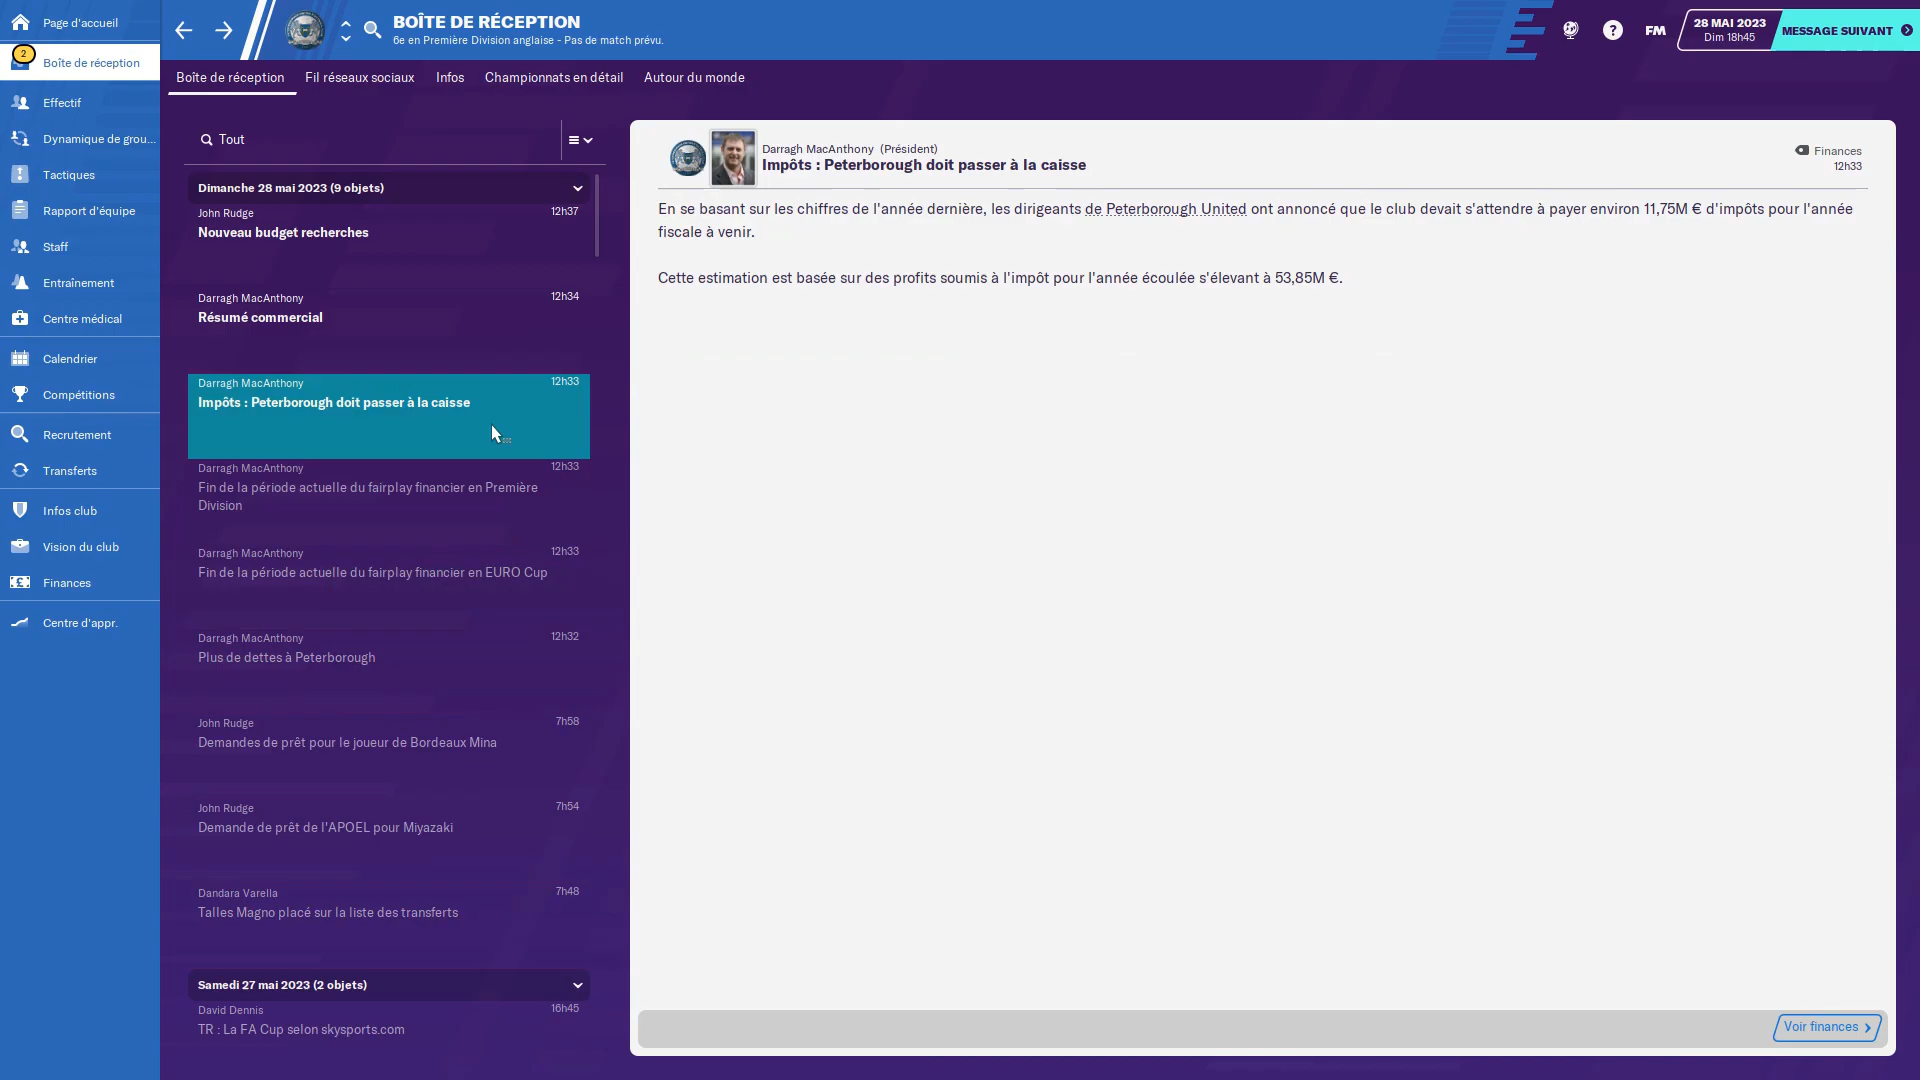 Page d'accueil
2
Boîte de réception
Effectif
Dynamique de grou...
Tactiques
Rapport d'équipe
Staff
Entraînement
Centre médical
Calendrier
Compétitions
Recrutement
Transferts
Infos club
Vision du club
Finances
Centre d'appr.
BOÎTE DE RÉCEPTION
6e en Première Division anglaise - Pas de match prévu.
FM
28 MAI 2023
Dim 18h45
MESSAGE SUIVANT
Boîte de réception Fil réseaux sociaux Infos Championnats en détail Autour du monde
Tout
Dimanche 28 mai 2023 (9 objets)
John Rudge 12h37
Nouveau budget recherches
Darragh MacAnthony 12h34
Résumé commercial
Darragh MacAnthony 12h33
Impôts : Peterborough doit passer à la caisse
Darragh MacAnthony 12h33
Fin de la période actuelle du fairplay financier en Première
Division
Darragh MacAnthony 12h33
Fin de la période actuelle du fairplay financier en EURO Cup
Darragh MacAnthony 12h32
Plus de dettes à Peterborough
John Rudge 7h58
Demandes de prêt pour le joueur de Bordeaux Mina
John Rudge 7h54
Demande de prêt de l'APOEL pour Miyazaki
Dandara Varella 7h48
Talles Magno placé sur la liste des transferts
Samedi 27 mai 2023 (2 objets)
David Dennis 16h45
TR : La FA Cup selon skysports.com
Darragh MacAnthony (Président)
Impôts : Peterborough doit passer à la caisse
Finances
12h33
En se basant sur les chiffres de l'année dernière, les dirigeants de Peterborough United ont annoncé que le club devait s'attendre à payer environ 11,75M € d'impôts pour l'année
fiscale à venir.
Cette estimation est basée sur des profits soumis à l'impôt pour l'année écoulée s'élevant à 53,85M €.
Voir finances